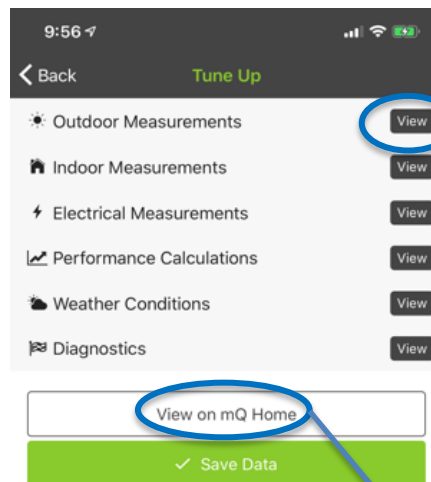 9:56
Back Tune Up
Outdoor Measurements View
Indoor Measurements View
Electrical Measurements View
Performance Calculations View
Weather Conditions View
Diagnostics View
View on mQ Home
✓ Save Data